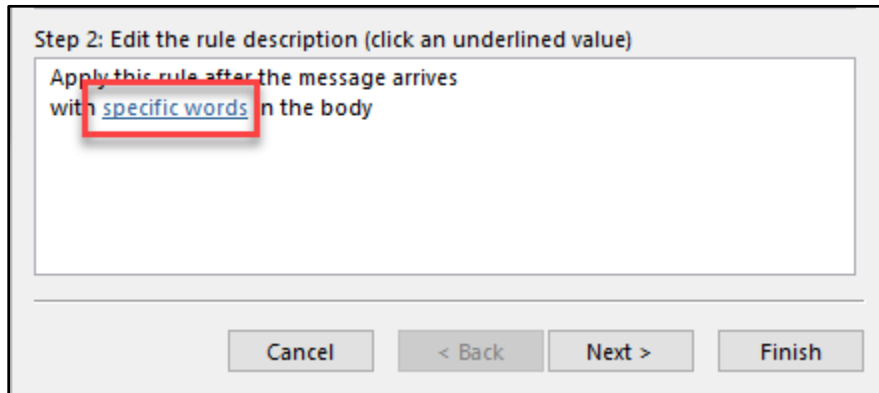 Step 2: Edit the rule description (click an underlined value)
Apply this rule after the message arrives
with specific words in the body
Cancel
< Back
Next >
Finish